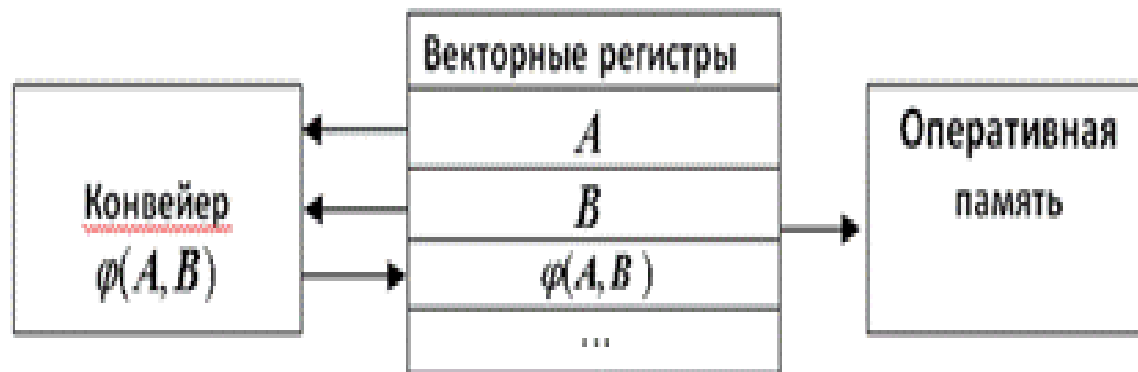 Конвейер
φ(A,B)
Векторные регистры
A
B
φ(A,B )
...
Оперативная
память